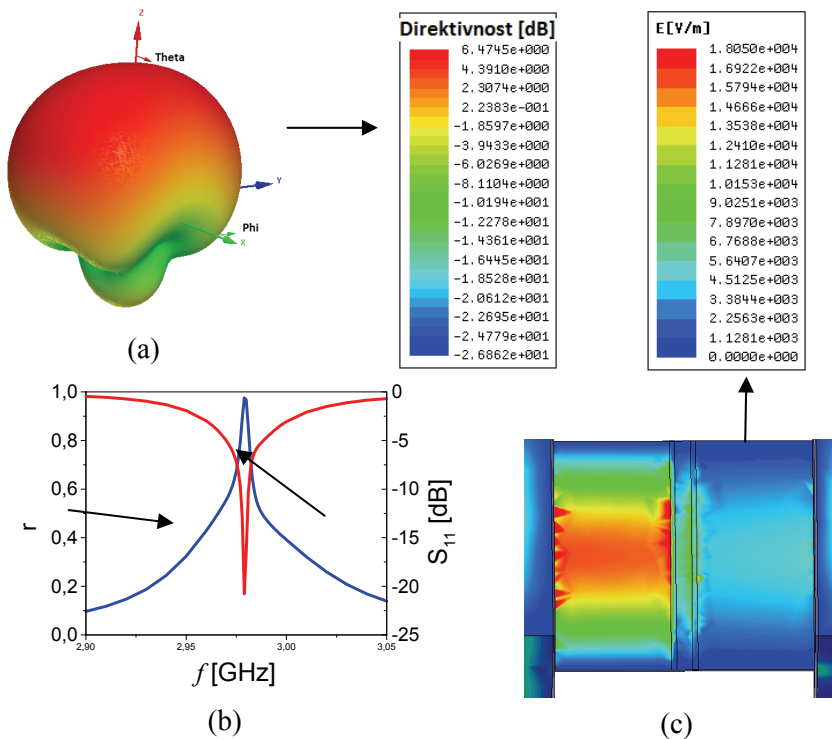 Z
Theta
Y
Phi
X
(a)
Direktivnost [dB]
6.4745e+000
4.3910e+000
2.3074e+000
2.2383e-001
-1.8597e+000
-3.9433e+000
-6.0269e+000
-8.1104e+000
-1.0194e+001
-1.2278e+001
-1.4361e+001
-1.6445e+001
-1.8528e+001
-2.0612e+001
-2.2695e+001
-2.4779e+001
-2.6862e+001
E[V/m]
1.8050e+004
1.6922e+004
1.5794e+004
1.4666e+004
1.3538e+004
1.2410e+004
1.1281e+004
1.0153e+004
9.0251e+003
7.8970e+003
6.7688e+003
5.6407e+003
4.5125e+003
3.3844e+003
2.2563e+003
1.1281e+003
0.0000e+000
1,0
0,8
0,6
0,4
0,2
0,0
r
2,90
2,95
3,00
3,05
f [GHz]
0
-5
-10
-15
-20
-25
S11 [dB]
(b)
(c)